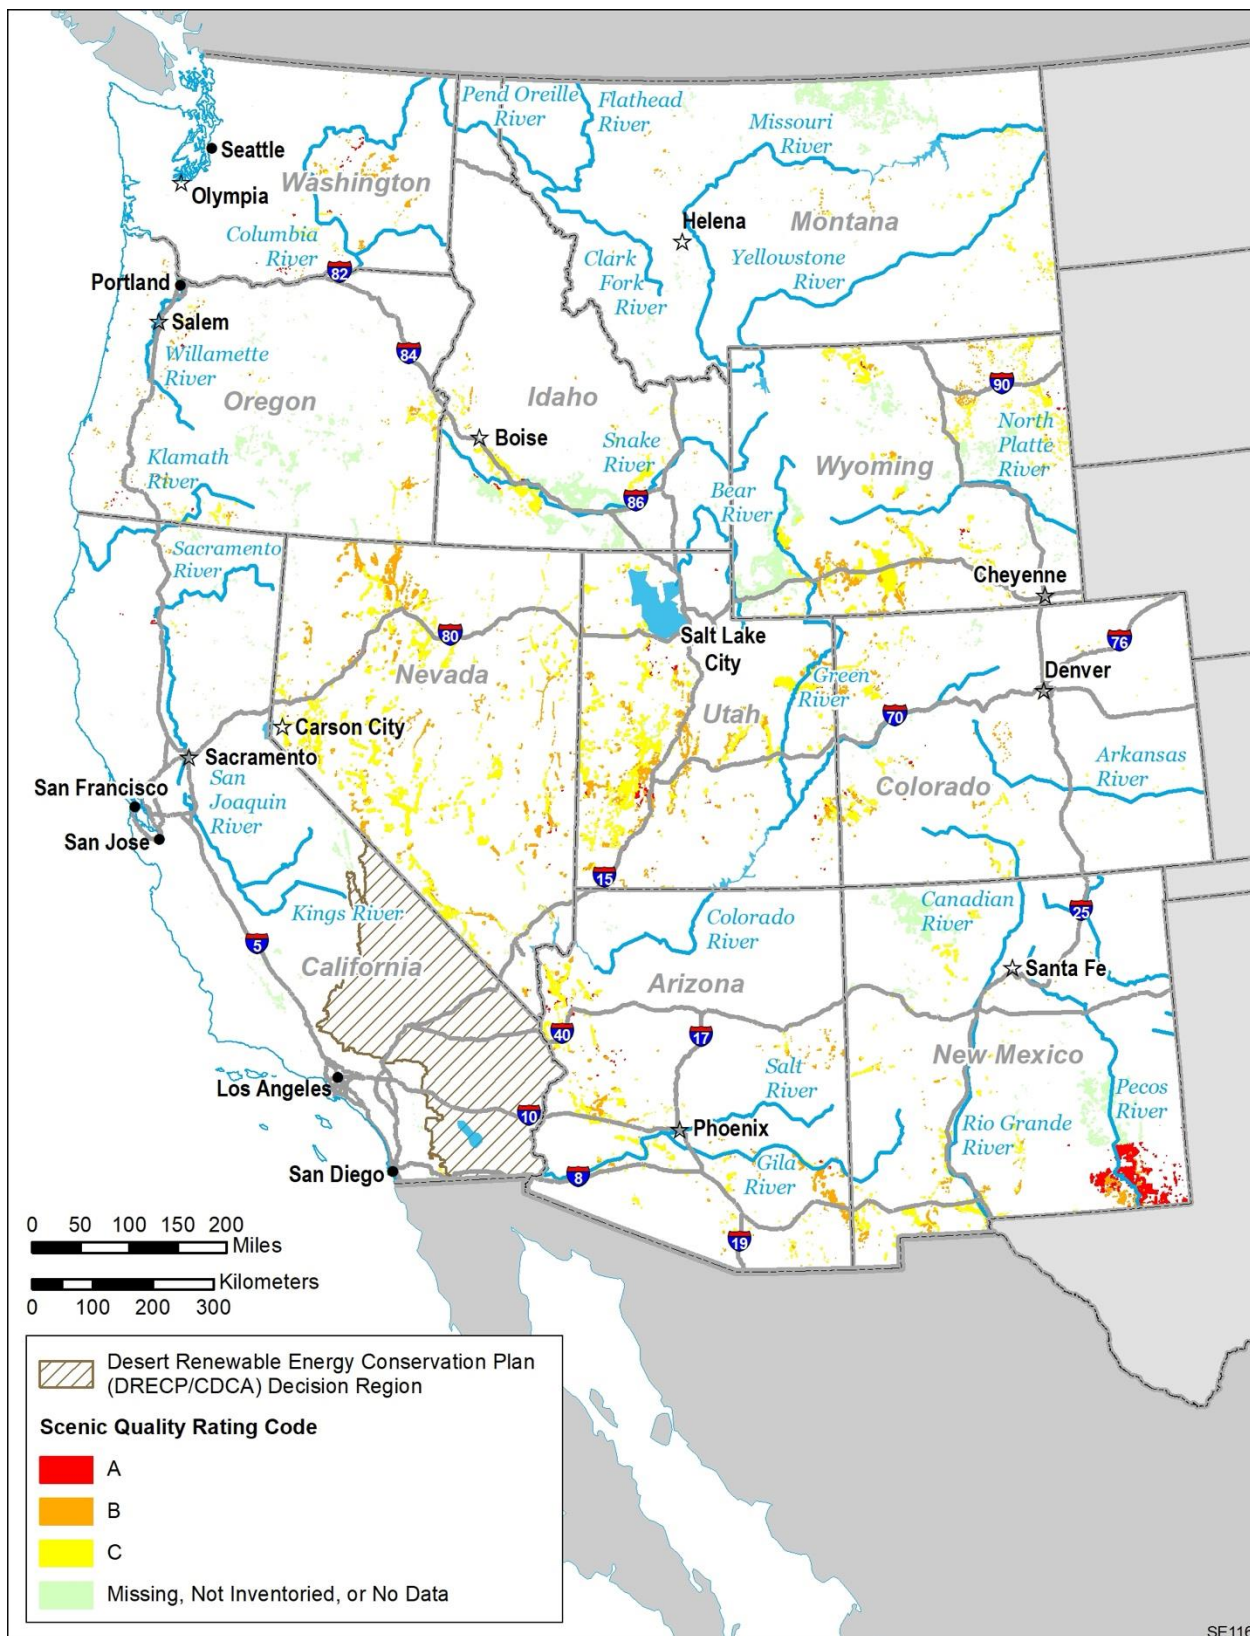 Pend Oreille
River
Flathead
River
Missouri
River
Seattle
Washington
Olympia
Helena
Montana
Columbia
River
Clark
Fork
River
Yellowstone
River
82
Portland
Salem
Willamette
River
84
90
Oregon
Idaho
North
Platte
River
Boise
Snake
River
Wyoming
Klamath
River
86
Bear
River
Sacramento
River
Cheyenne
80
Salt Lake
City
76
Nevada
Green
River
Denver
Utah
70
Carson City
Sacramento
San
Joaquin
River
Arkansas
River
San Francisco
Colorado
San Jose
15
Kings River
Colorado
River
Canadian
River
25
5
California
Arizona
Santa Fe
40
17
New Mexico
Los Angeles
Salt
River
Pecos
River
10
Phoenix
Rio Grande
River
San Diego
8
Gila
River
19
0 50 100 150 200
Miles
Kilometers
0 100 200 300
Desert Renewable Energy Conservation Plan
(DRECP/CDCA) Decision Region
Scenic Quality Rating Code
A
B
C
Missing, Not Inventoried, or No Data
SE116